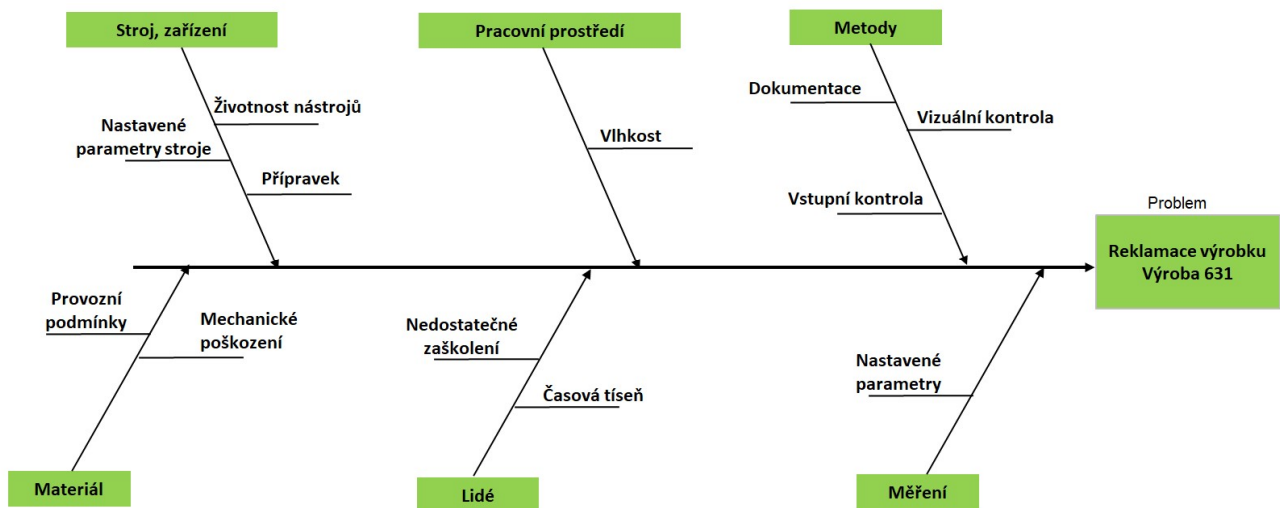 Stroj, zařízení
Pracovní prostředí
Metody
Životnost nástrojů
Nastavené
parametry stroje
Přípravek
Vlhkost
Dokumentace
Vizuální kontrola
Vstupní kontrola
Problem
Reklamace výrobku
Výroba 631
Provozní
podmínky
Mechanické
poškození
Nedostatečné
zaškolení
Časová tíseň
Nastavené
parametry
Materiál
Lidé
Měření